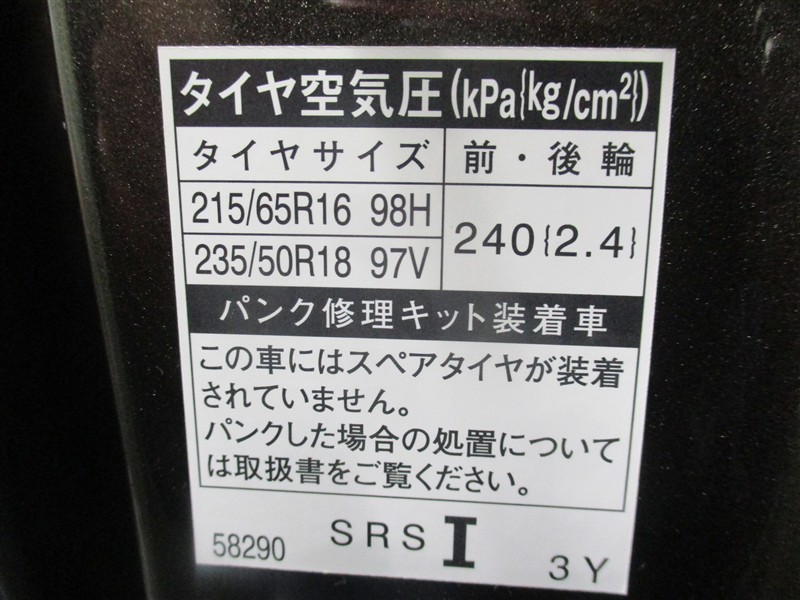 タイヤ空気圧(kPa{kg/cm²})
タイヤサイズ 前・後輪
215/65R16 98H
240{2.4}
235/50R18 97V
パンク修理キット装着車
この車にはスペアタイヤが装着
されていません。
パンクした場合の処置について
は取扱書をご覧ください。
58290 SRS I 3Y